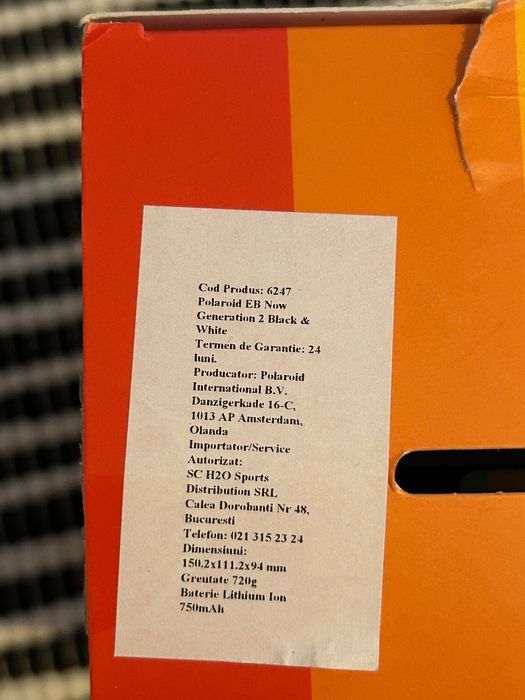 Cod Produs: 6247
Polaroid EB Now
Generation 2 Black &
White
Termen de Garantie: 24
luni.
Producator: Polaroid
International B.V.
Danzigerkade 16-C,
1013 AP Amsterdam,
Olanda
Importator/Service
Autorizat:
SC H2O Sports
Distribution SRL
Calea Dorobanti Nr 48,
Bucuresti
Telefon: 021 315 23 24
Dimensiuni:
150.2x111.2x94 mm
Greutate 720g
Baterie Lithium Ion
750mAh